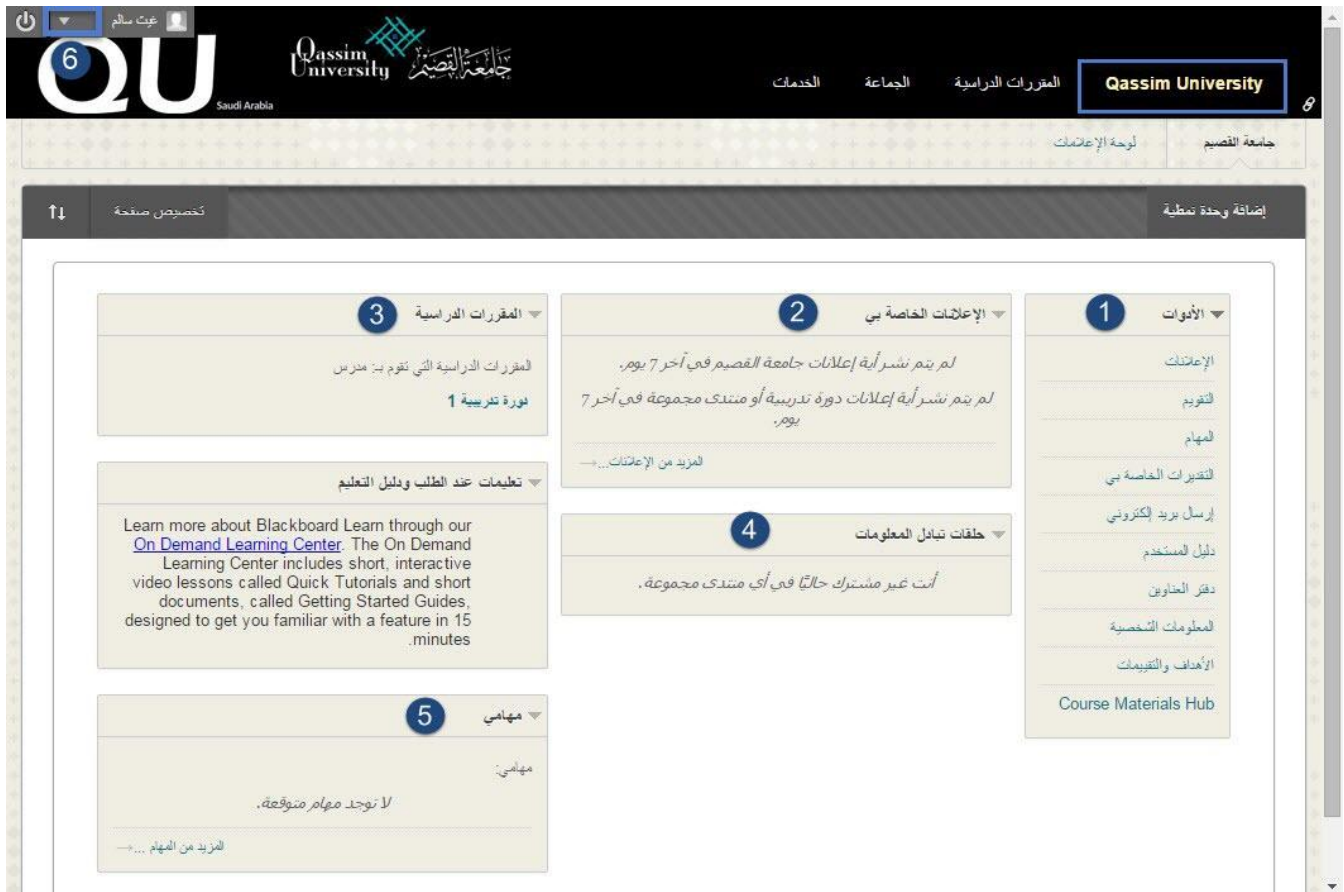 غيث سالم
6
QU
Saudi Arabia
Qassim University
جامعة القصيم
Qassim University
المقررات الدراسية
الجماعة
الخدمات
جامعة القصيم
لوحة الإعلامات
إضافة وحدة نمطية
تخصيص صفحة
الأدوات
1
الإعلانات
التقويم
المهام
التقديرات الخاصة بي
إرسال بريد إلكتروني
دليل المستخدم
دفتر العناوين
المعلومات الشخصية
الأهداف والتقييمات
Course Materials Hub
الإعلانات الخاصة بي
2
لم يتم نشر أية إعلانات جامعة القصيم في آخر 7 يوم.
لم يتم نشر أية إعلانات دورة تدريبية أو منتدى مجموعة في آخر 7
يوم.
المزيد من الإعلانات...
حلقات تبادل المعلومات
4
أنت غير مشترك حاليًا في أي منتدى مجموعة.
المقررات الدراسية
3
المقررات الدراسية التي تقوم بـ: مدرس
دورة تدريبية 1
تعليمات عند الطلب ودليل التعليم
Learn more about Blackboard Learn through our
On Demand Learning Center. The On Demand
Learning Center includes short, interactive
video lessons called Quick Tutorials and short
documents, called Getting Started Guides,
designed to get you familiar with a feature in 15
.minutes
مهامي
5
مهامي:
لا توجد مهام متوقعة.
المزيد من المهام ...